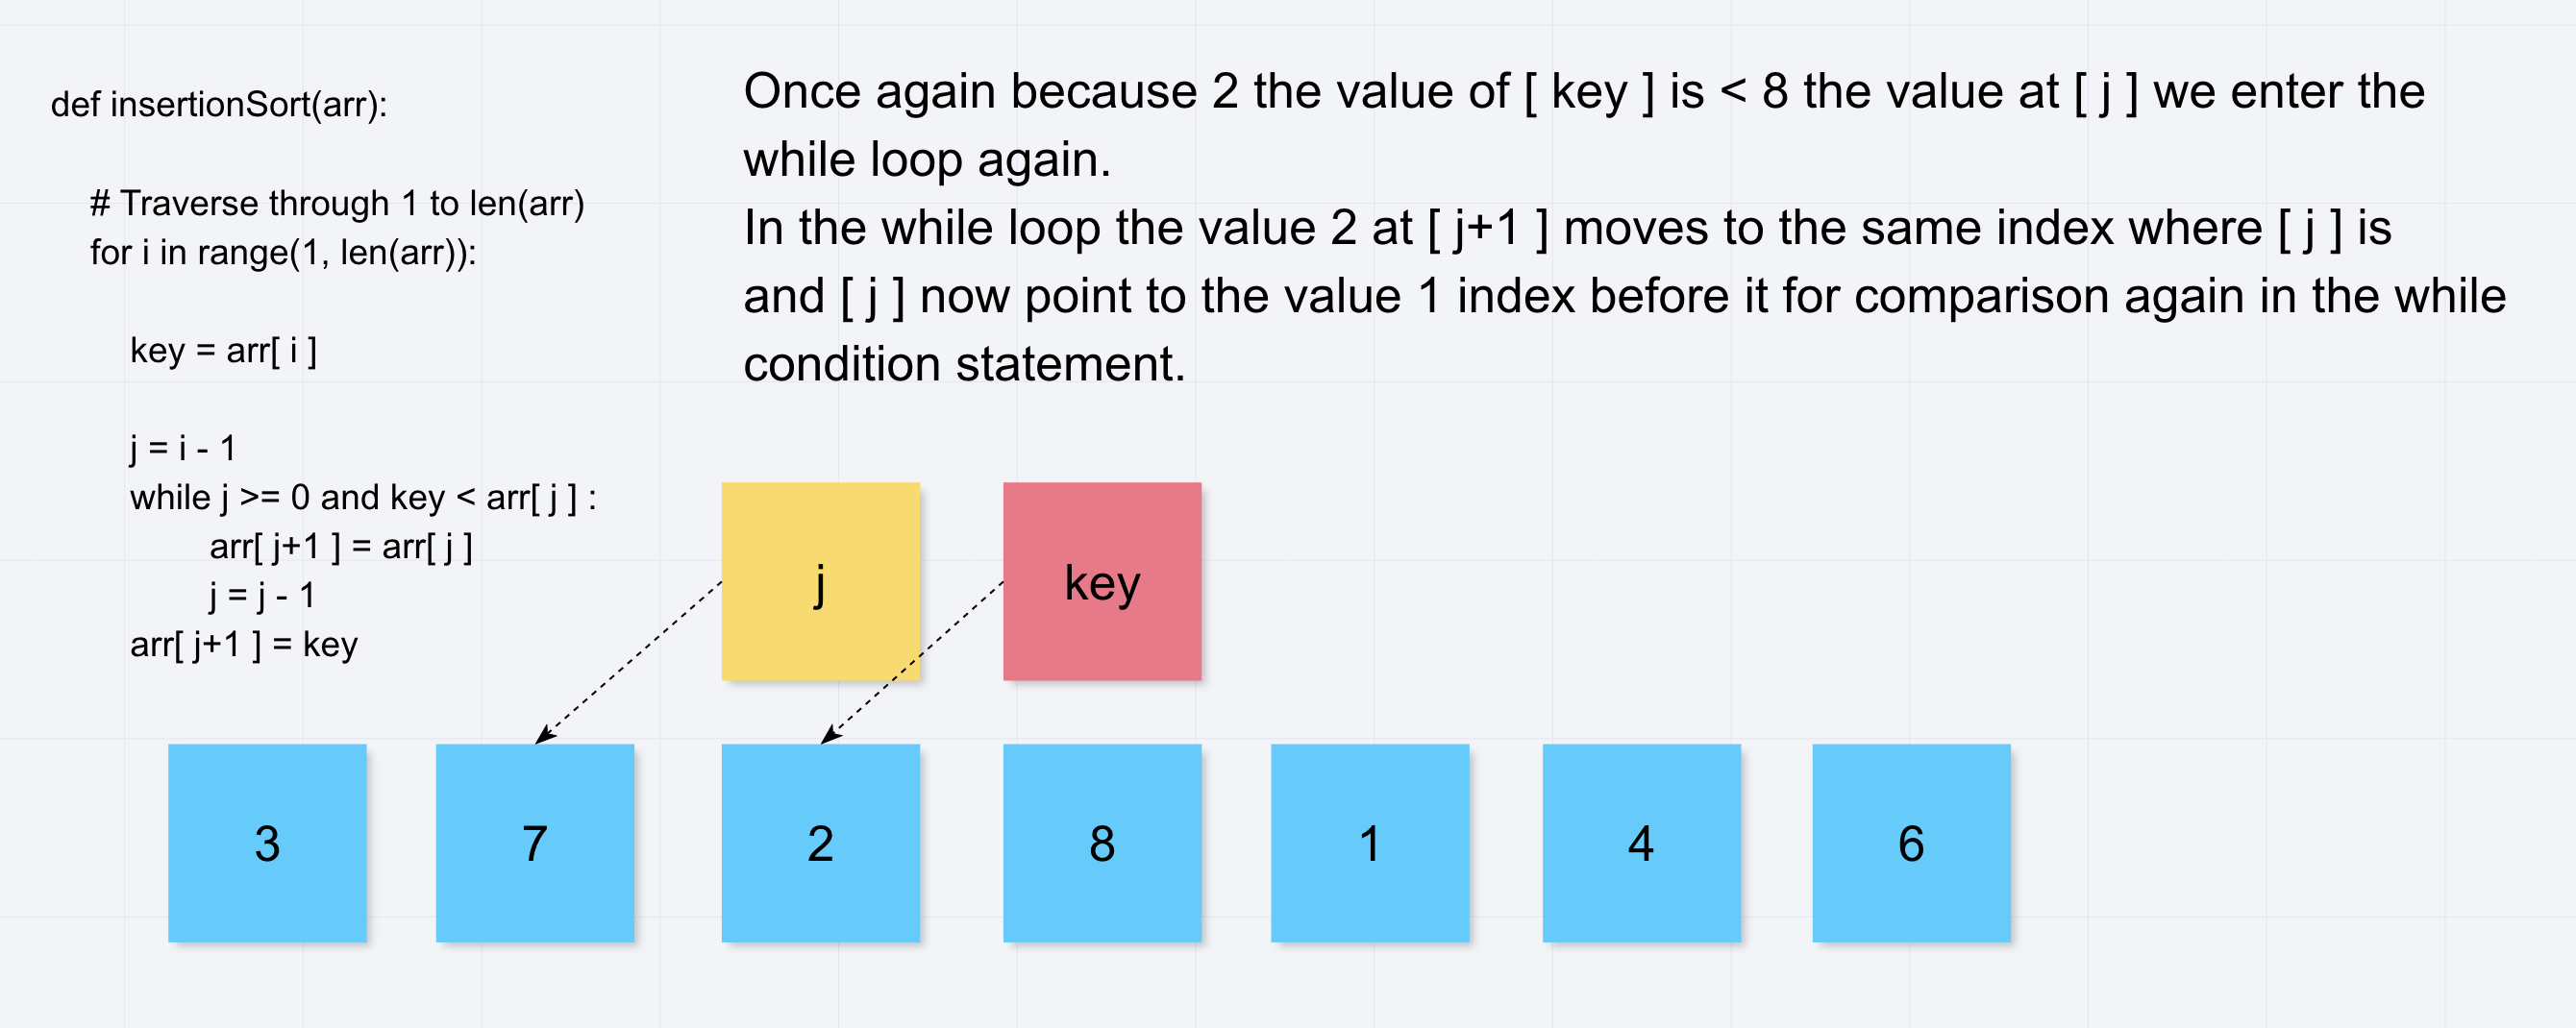 def insertionSort(arr):
# Traverse through 1 to len(arr)
for i in range(1, len(arr)):
key = arr[ i ]
j = i - 1
while j >= 0 and key < arr[ j ] :
arr[ j+1 ] = arr[ j ]
j = j - 1
arr[ j+1 ] = key
Once again because 2 the value of [ key ] is < 8 the value at [ j ] we enter the
while loop again.
In the while loop the value 2 at [ j+1 ] moves to the same index where [ j ] is
and [ j ] now point to the value 1 index before it for comparison again in the while
condition statement.
j
key
3
7
2
8
1
4
6